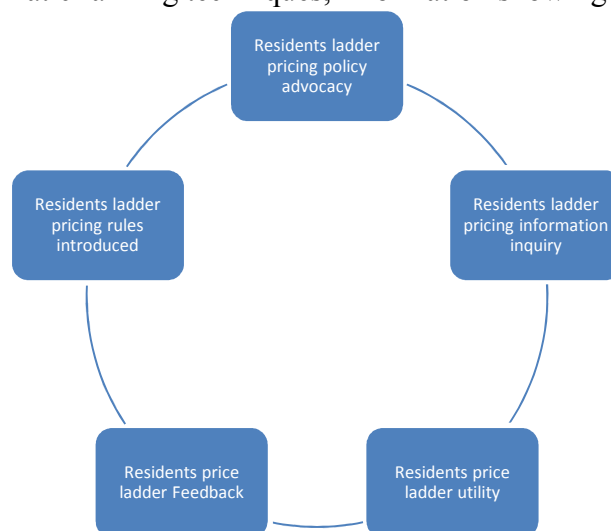 techniques,
Residents ladder
pricing policy
advocacy
Residents ladder
pricing rules
introduced
Residents ladder
pricing information
inquiry
Residents price
ladder Feedback
Residents price
ladder utility